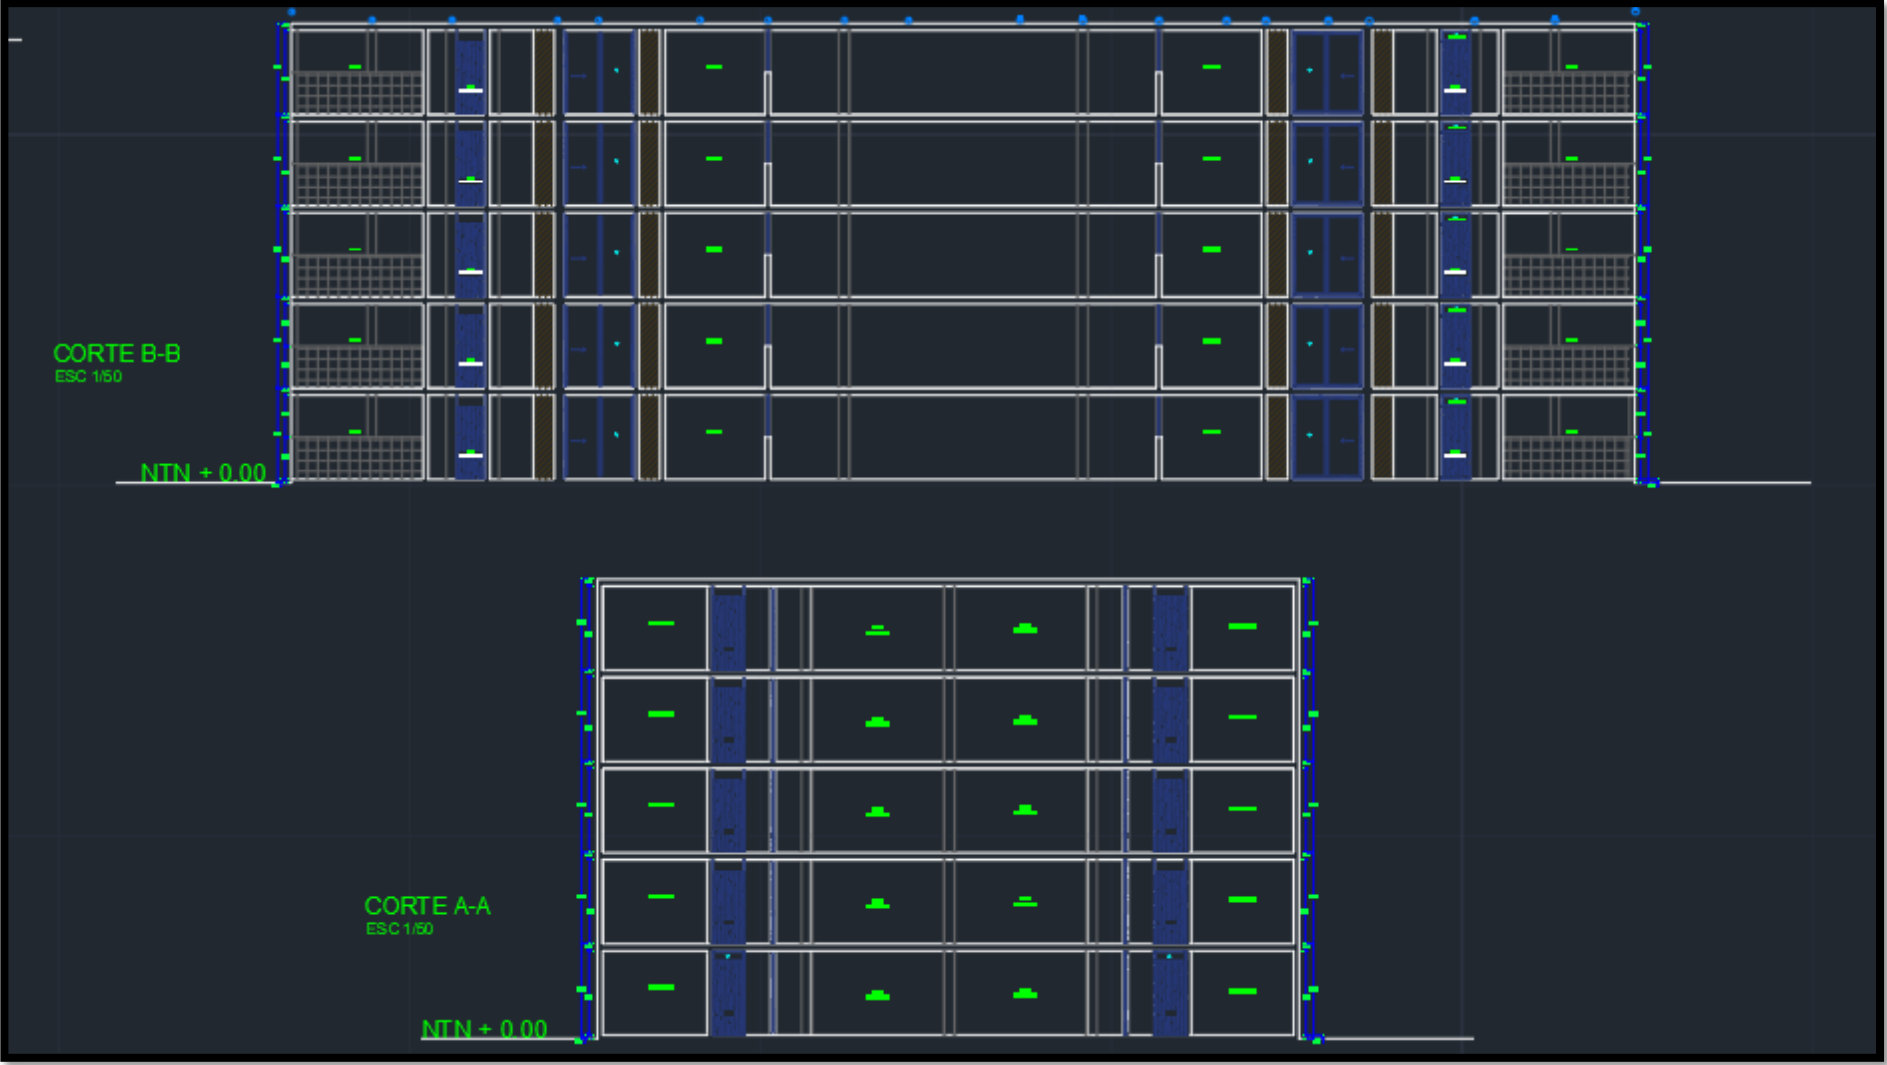 CORTE B-B
ESC 1/50
NTN + 0.00
CORTE A-A
ESC 1/50
NTN + 0.00